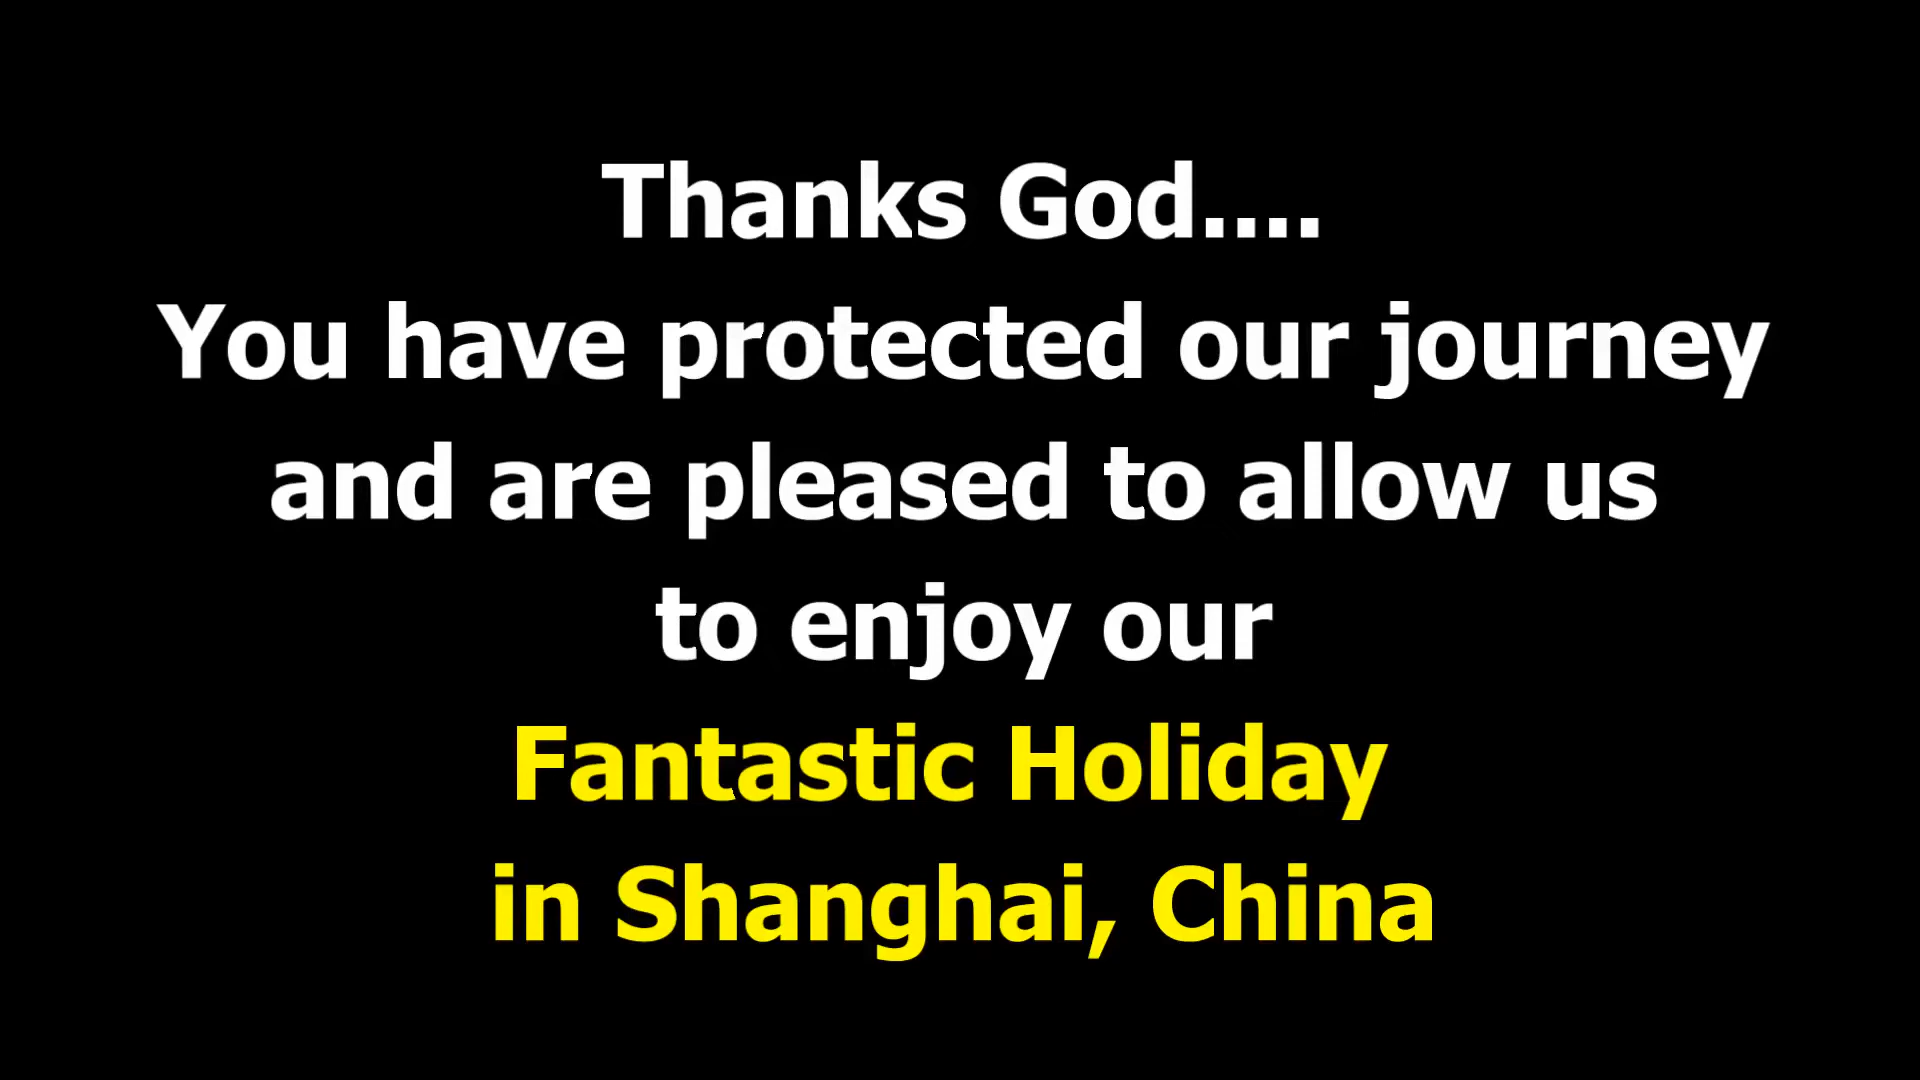 Thanks God....
You have protected our journey
and are pleased to allow us
to enjoy our
Fantastic Holiday
in Shanghai, China